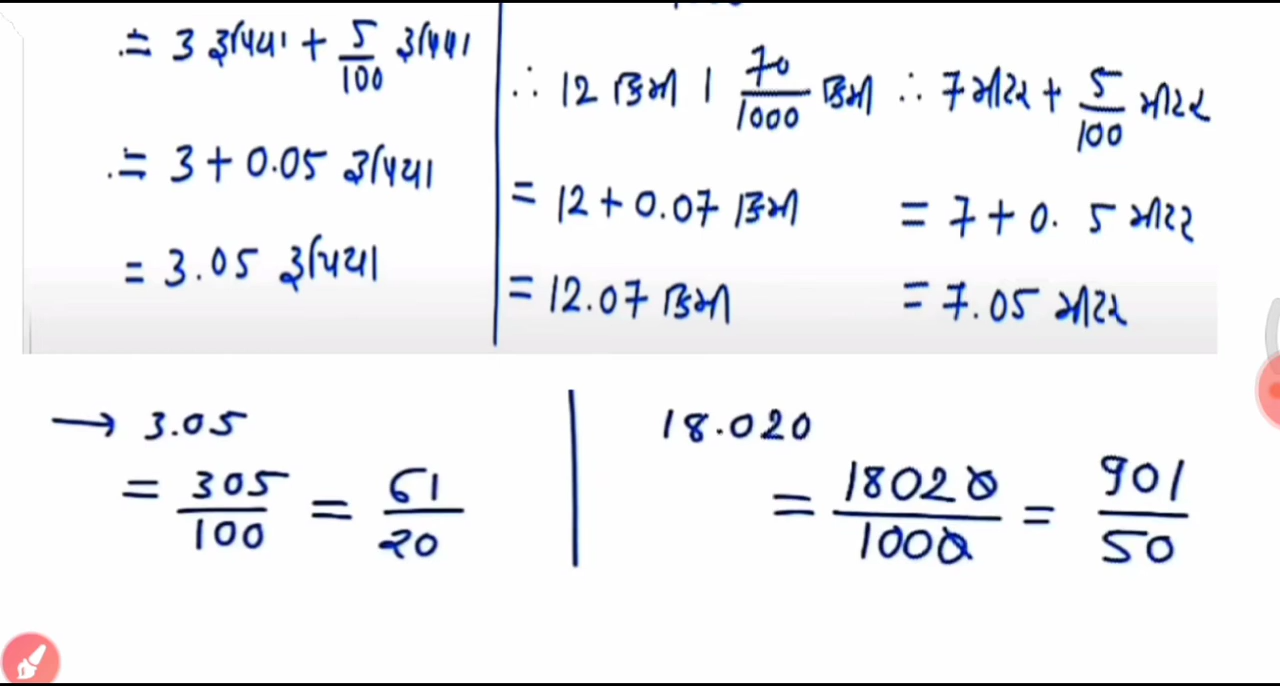 ∴ = 3 રૂપિયા + 5/100 રૂપિયા
∴ = 3 + 0.05 રૂપિયા
= 3.05 રૂપિયા
∴ 12 કિમી | 70/1000 કિમી
= 12 + 0.07 કિમી
= 12.07 કિમી
∴ 7 મીટર + 5/100 મીટર
= 7 + 0. 5 મીટર
= 7.05 મીટર
→ 3.05
= 305/100 = 61/20
18.020
= 18020/1000 = 901/50